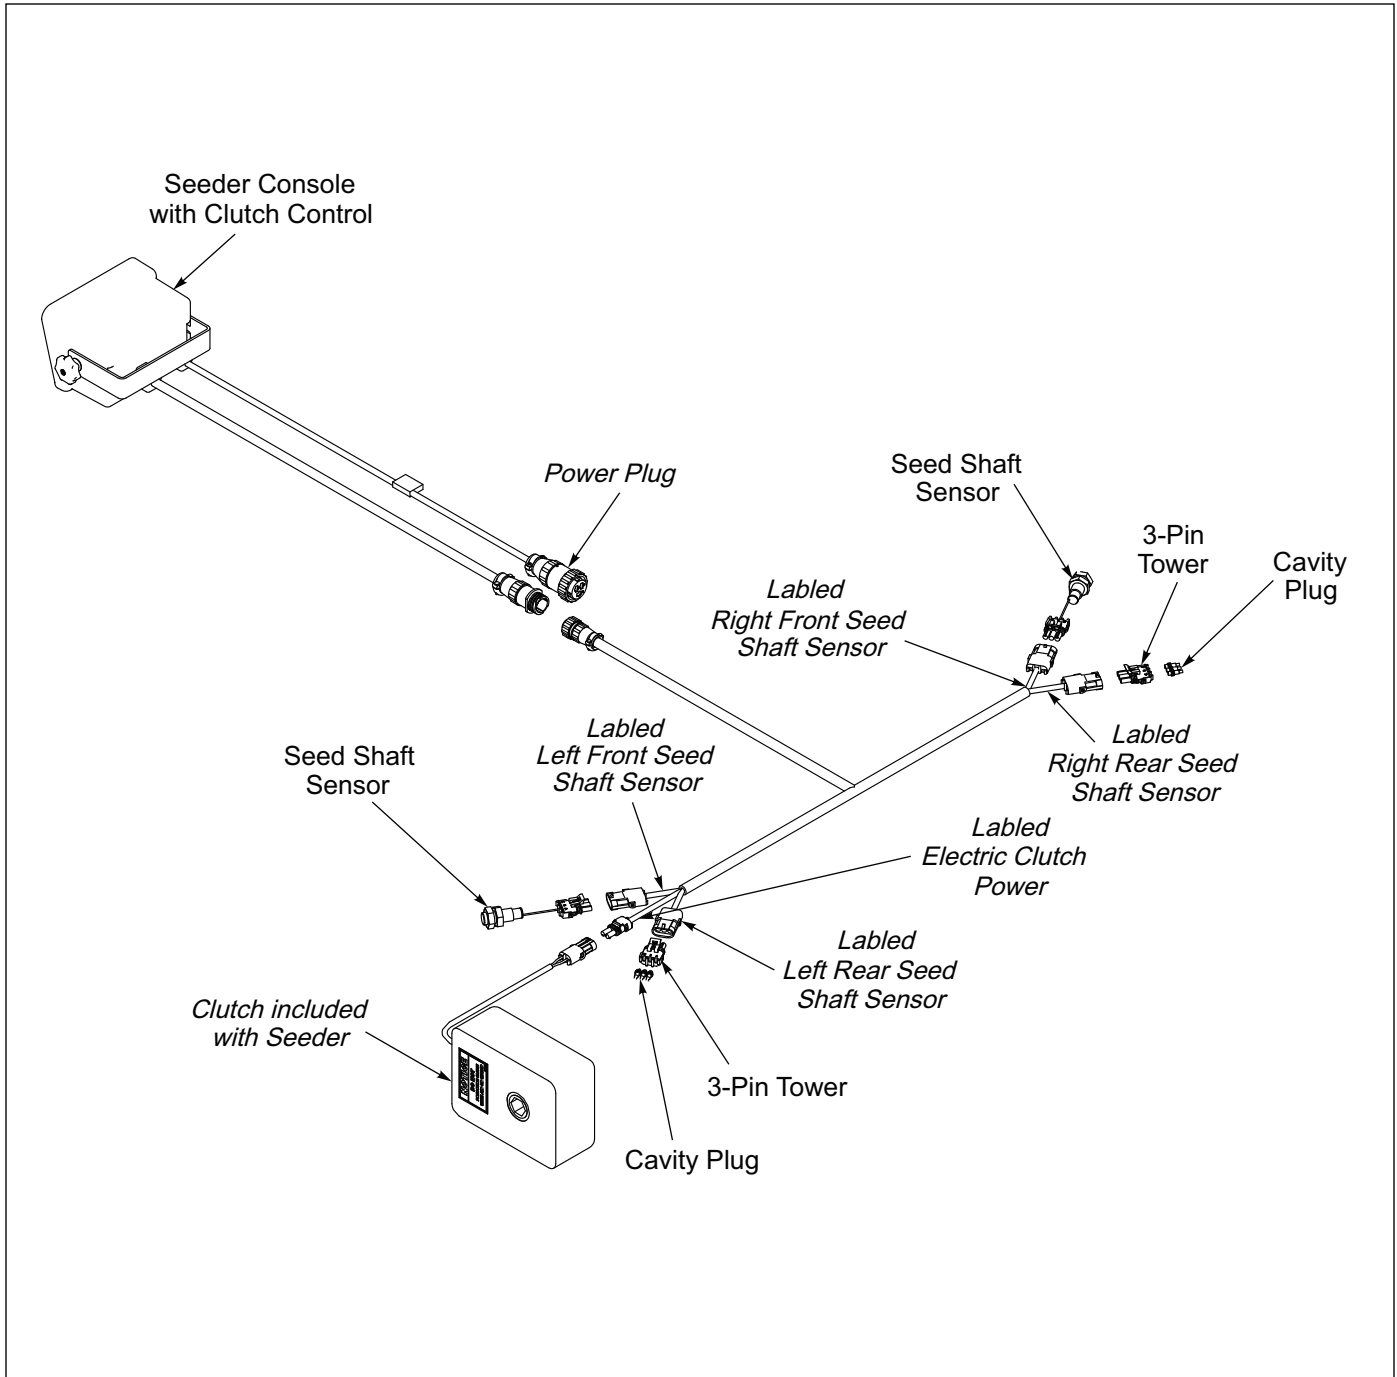 Seeder Console
with Clutch Control
Power Plug
Seed Shaft
Sensor
3-Pin
Tower
Cavity
Plug
Labled
Right Front Seed
Shaft Sensor
Labled
Right Rear Seed
Shaft Sensor
Labled
Left Front Seed
Shaft Sensor
Seed Shaft
Sensor
Labled
Electric Clutch
Power
Labled
Left Rear Seed
Shaft Sensor
Clutch included
with Seeder
3-Pin Tower
Cavity Plug